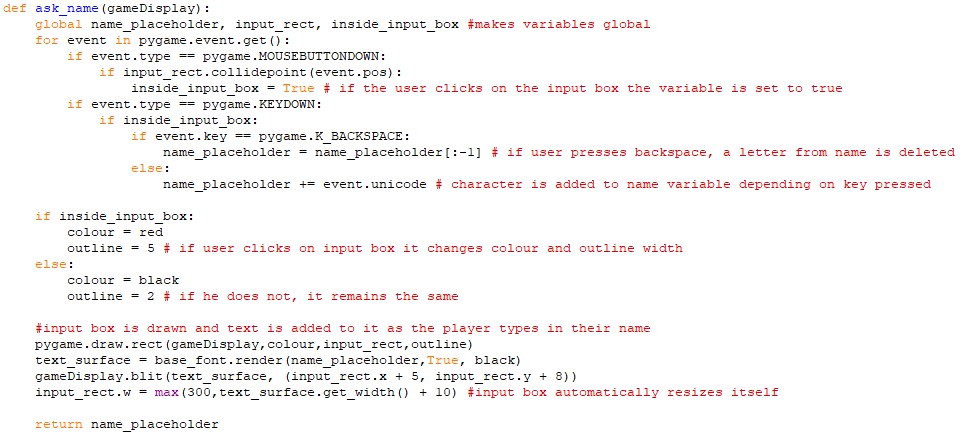 def ask_name(gameDisplay):
    global name_placeholder, input_rect, inside_input_box #makes variables global
    for event in pygame.event.get():
        if event.type == pygame.MOUSEBUTTONDOWN:
            if input_rect.collidepoint(event.pos):
                inside_input_box = True # if the user clicks on the input box the variable is set to true
        if event.type == pygame.KEYDOWN:
            if inside_input_box:
                if event.key == pygame.K_BACKSPACE:
                    name_placeholder = name_placeholder[:-1] # if user presses backspace, a letter from name is deleted
                else:
                    name_placeholder += event.unicode # character is added to name variable depending on key pressed

    if inside_input_box:
        colour = red
        outline = 5 # if user clicks on input box it changes colour and outline width
    else:
        colour = black
        outline = 2 # if he does not, it remains the same

    #input box is drawn and text is added to it as the player types in their name
    pygame.draw.rect(gameDisplay,colour,input_rect,outline)
    text_surface = base_font.render(name_placeholder,True, black)
    gameDisplay.blit(text_surface, (input_rect.x + 5, input_rect.y + 8))
    input_rect.w = max(300,text_surface.get_width() + 10) #input box automatically resizes itself

    return name_placeholder